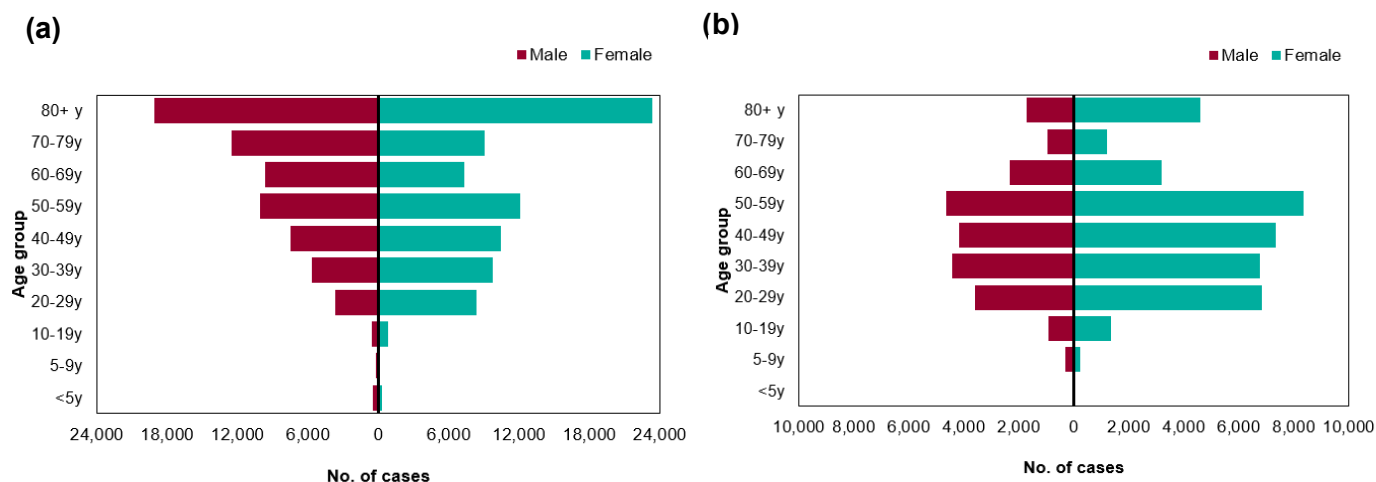 (a)
Male Female
80+ y
70-79y
60-69y
50-59y
40-49y
30-39y
20-29y
10-19y
5-9y
<5y
Age group
24,000 18,000 12,000 6,000 0 6,000 12,000 18,000 24,000
No. of cases
(b)
Male Female
80+ y
70-79y
60-69y
50-59y
40-49y
30-39y
20-29y
10-19y
5-9y
<5y
Age group
10,000 8,000 6,000 4,000 2,000 0 2,000 4,000 6,000 8,000 10,000
No. of cases